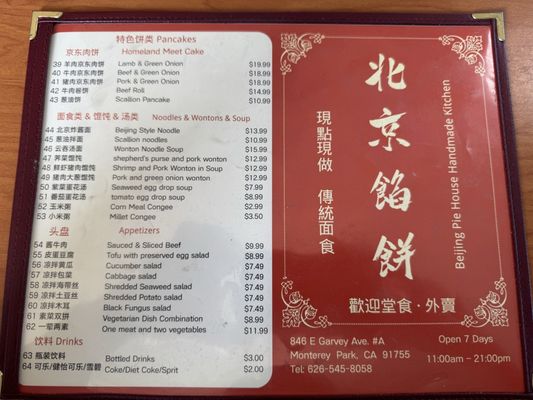 特色饼类 Pancakes
京东肉饼 Homeland Meet Cake
39 羊肉京东肉饼 Lamb & Green Onion $19.99
40 牛肉京东肉饼 Beef & Green Onion $18.99
41 猪肉京东肉饼 Pork & Green Onion $18.99
42 牛肉卷饼 Beef Roll $14.99
43 葱油饼 Scallion Pancake $10.99
面食类 & 馄饨 & 汤类 Noodles & Wontons & Soup
44 北京炸酱面 Beijing Style Noodle $13.99
45 葱油拌面 Scallion noodles $10.99
46 云吞汤面 Wonton Noodle Soup $15.99
47 荠菜馄饨 shepherd's purse and pork wonton $12.99
48 鲜虾猪肉馄饨 Shrimp and Pork Wonton in Soup $12.99
49 猪肉大葱馄饨 Pork and green onion wonton $12.99
50 紫菜蛋花汤 Seaweed egg drop soup $7.99
51 番茄蛋花汤 tomato egg drop soup $8.99
52 玉米粥 Corn Meal Congee $2.99
53 小米粥 Millet Congee $3.50
头盘 Appetizers
54 酱牛肉 Sauced & Sliced Beef $9.99
55 皮蛋豆腐 Tofu with preserved egg salad $8.99
56 凉拌黄瓜 Cucumber salad $7.49
57 凉拌包菜 Cabbage salad $7.49
58 凉拌海带丝 Shredded Seaweed salad $7.49
59 凉拌土豆丝 Shredded Potato salad $7.49
60 凉拌木耳 Black Fungus salad $7.49
61 素菜双拼 Vegetarian Dish Combination $8.99
62 一荤两素 One meat and two vegetables $11.99
饮料 Drinks
63 瓶装饮料 Bottled Drinks $3.00
64 可乐/健怡可乐/雪碧 Coke/Diet Coke/Sprit $2.00
北京餡餅
Beijing Pie House Handmade Kitchen
現點現做 傳統面食
歡迎堂食·外賣
846 E Garvey Ave. #A
Monterey Park, CA 91755
Tel: 626-545-8058
Open 7 Days
11:00am - 21:00pm